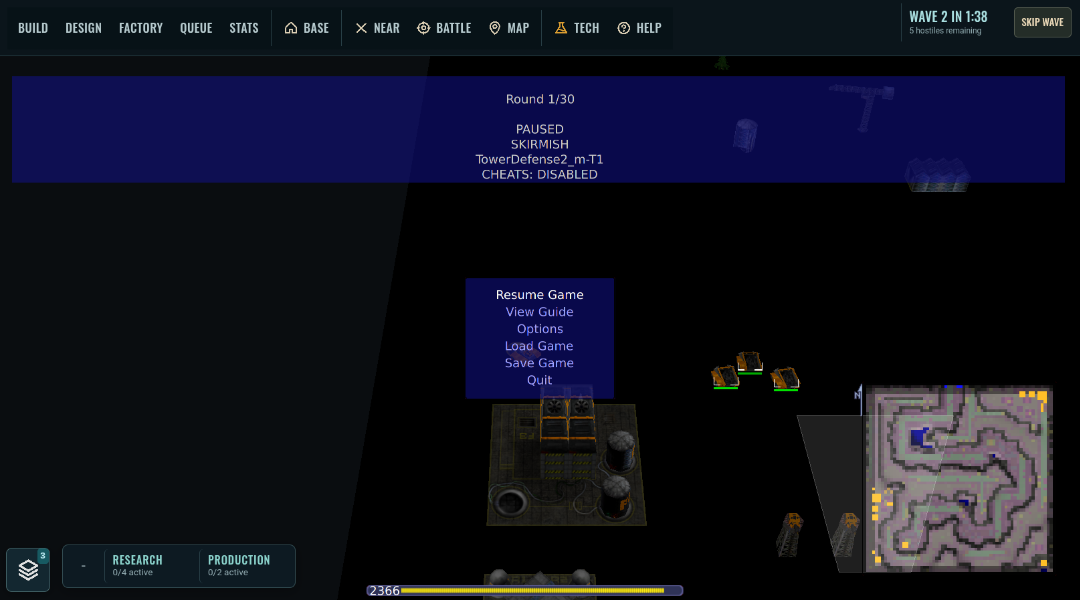 BUILD DESIGN FACTORY QUEUE STATS BASE NEAR BATTLE MAP TECH HELP
WAVE 2 IN 1:38
5 hostiles remaining
SKIP WAVE
Round 1/30
PAUSED
SKIRMISH
TowerDefense2_m-T1
CHEATS: DISABLED
Resume Game
View Guide
Options
Load Game
Save Game
Quit
N
3
-
RESEARCH
0/4 active
PRODUCTION
0/2 active
2366